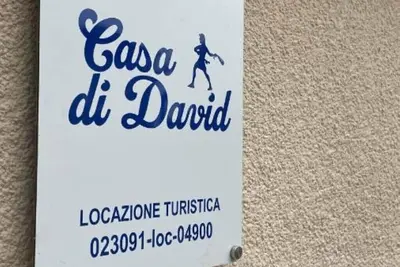 Casa
di David
LOCAZIONE TURISTICA
023091-loc-04900